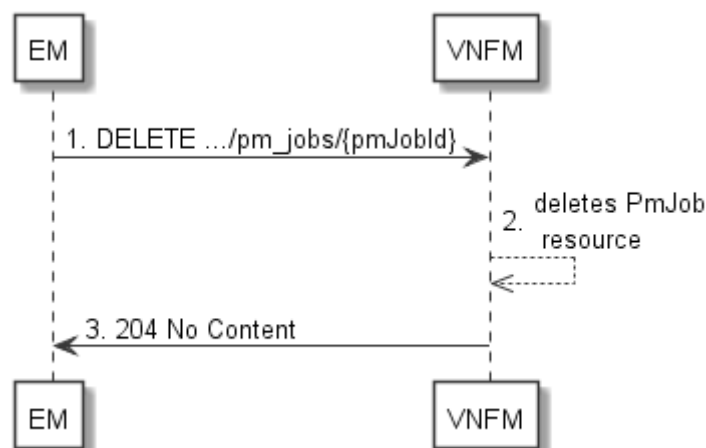 EM
VNFM
1. DELETE .../pm_jobs/{pmJobId}
2. deletes PmJob
resource
3. 204 No Content
EM
VNFM